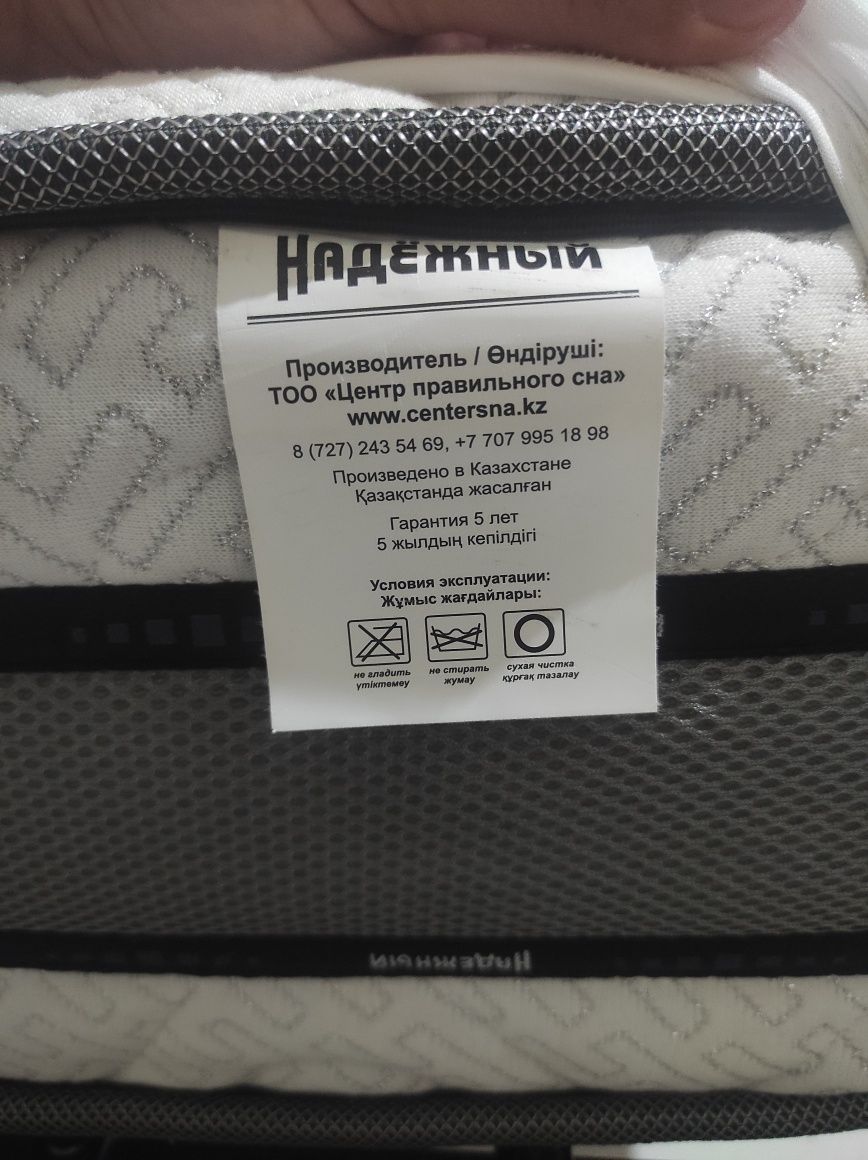 НАДЁЖНЫЙ
Производитель / Өндіруші:
ТОО «Центр правильного сна»
www.centersna.kz
8 (727) 243 54 69, +7 707 995 18 98
Произведено в Казахстане
Қазақстанда жасалған
Гарантия 5 лет
5 жылдың кепілдігі
Условия эксплуатации:
Жұмыс жағдайлары:
не гладить не стирать сухая чистка
үтіктемеу жумау құрғақ тазалау
НАДЁЖНЫЙ